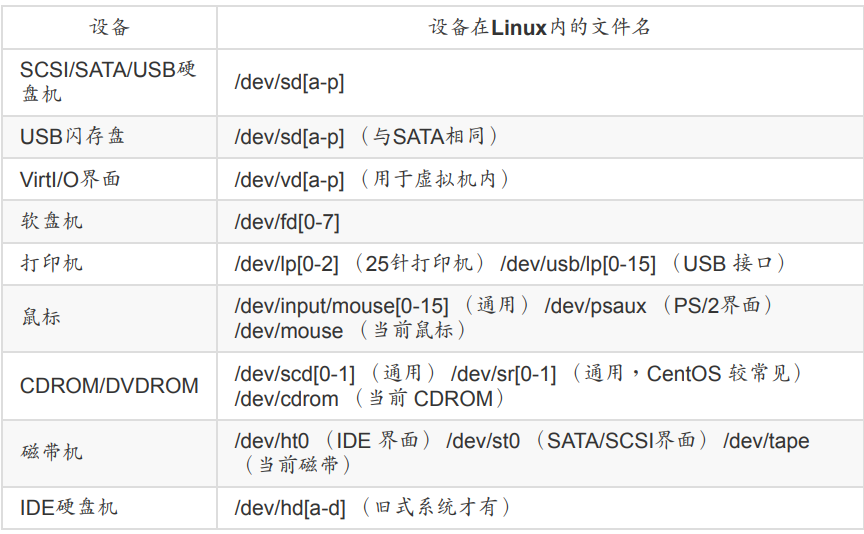 设备 设备在Linux内的文件名
SCSI/SATA/USB硬
盘机
/dev/sd[a-p]
USB闪存盘 /dev/sd[a-p] （与SATA相同）
VirtI/O界面 /dev/vd[a-p] （用于虚拟机内）
软盘机 /dev/fd[0-7]
打印机 /dev/lp[0-2] （25针打印机） /dev/usb/lp[0-15] （USB 接口）
鼠标
/dev/input/mouse[0-15] （通用） /dev/psaux （PS/2界面）
/dev/mouse （当前鼠标）
CDROM/DVDROM
/dev/scd[0-1] （通用） /dev/sr[0-1] （通用，CentOS 较常见）
/dev/cdrom （当前 CDROM）
磁带机
/dev/ht0 （IDE 界面） /dev/st0 （SATA/SCSI界面） /dev/tape
（当前磁带）
IDE硬盘机 /dev/hd[a-d] （旧式系统才有）